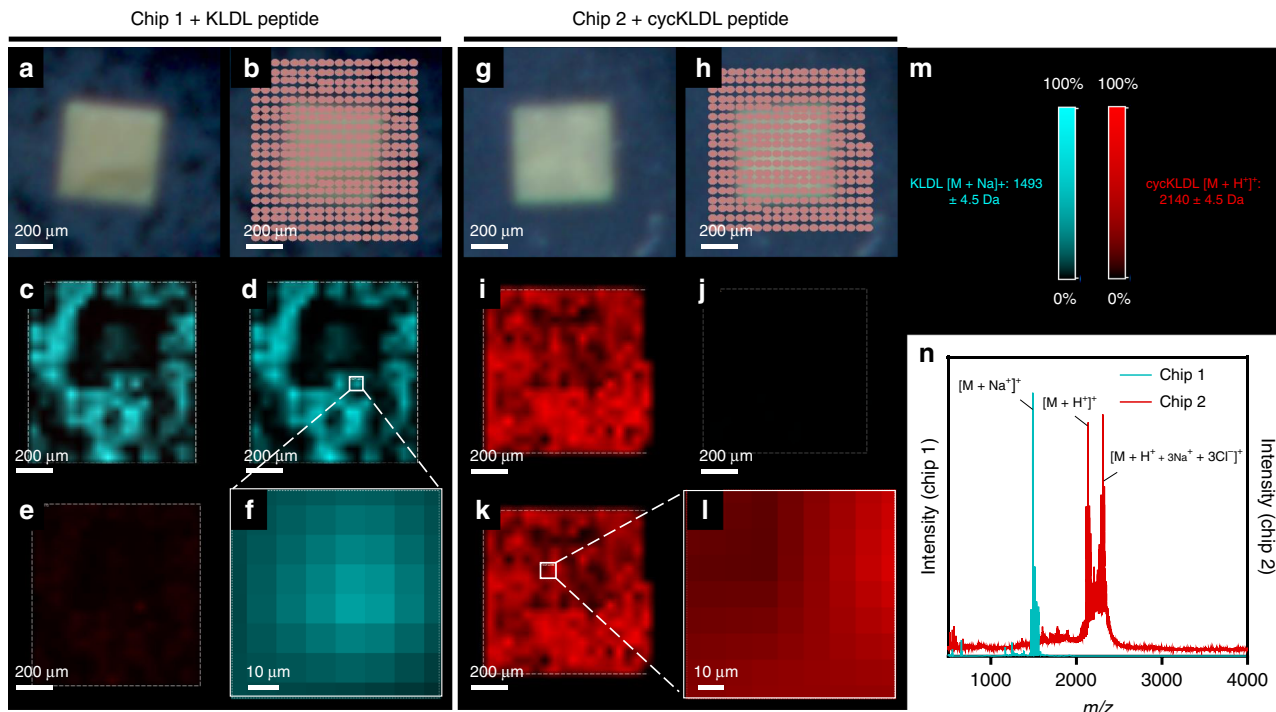 Chip 1 + KLDL peptide
Chip 2 + cycKLDL peptide
a
200 µm
b
200 µm
g
200 µm
h
200 µm
m
100%
100%
KLDL [M + Na]+: 1493
± 4.5 Da
cycKLDL [M + H⁺]⁺:
2140 ± 4.5 Da
0%
0%
c
200 µm
d
200 µm
i
200 µm
j
200 µm
e
200 µm
f
10 µm
k
200 µm
l
10 µm
n
Chip 1
Chip 2
[M + Na⁺]⁺
[M + H⁺]⁺
[M + H⁺ + 3Na⁺ + 3Cl⁻]⁺
Intensity (chip 1)
Intensity (chip 2)
1000
2000
3000
4000
m/z